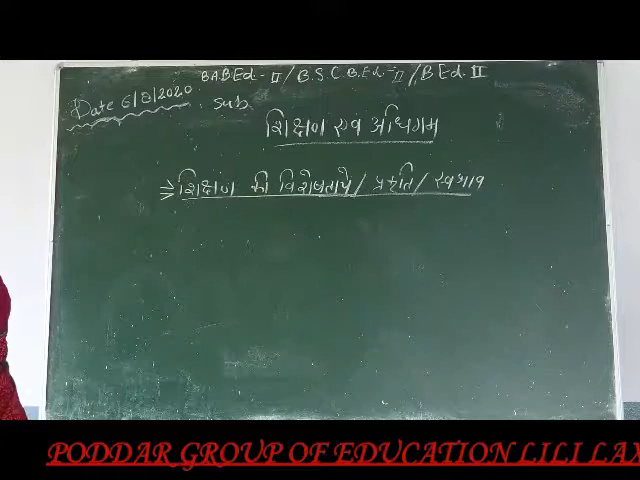 B.A.B.Ed.-II/B.S.C.B.Ed.-II/B.Ed.II
Date 6/8/2020
Sub.
शिक्षण एव अधिगम
⇒ शिक्षण की विशेषतायें/ प्रकृति/ स्वभाव
PODDAR GROUP OF EDUCATION LILI LAX